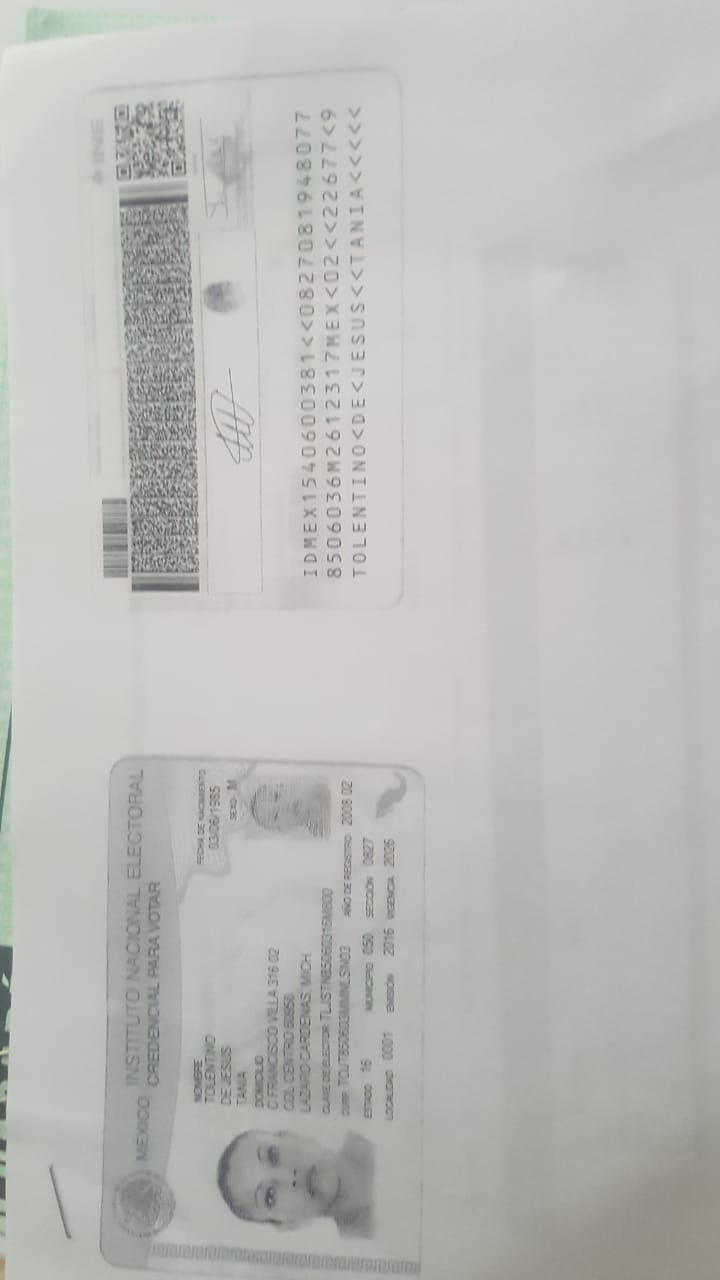 MÉXICO INSTITUTO NACIONAL ELECTORAL
CREDENCIAL PARA VOTAR
NOMBRE
TOLENTINO
DE JESUS
TANIA
FECHA DE NACIMIENTO
03/06/1985
SEXO M
DOMICILIO
C FRANCISCO VILLA 316 02
COL CENTRO 60950
LAZARO CARDENAS, MICH.
CLAVE DE ELECTOR TLJSTN85060316M600
CURP TOJT850603MMNLSN03 AÑO DE REGISTRO 2008 02
ESTADO 16 MUNICIPIO 050 SECCIÓN 0827
LOCALIDAD 0001 EMISIÓN 2016 VIGENCIA 2026
INE
IDMEX1540600381<<0827081948077
8506036M2612317MEX<02<<22677<9
TOLENTINO<DE<JESUS<<TANIA<<<<<